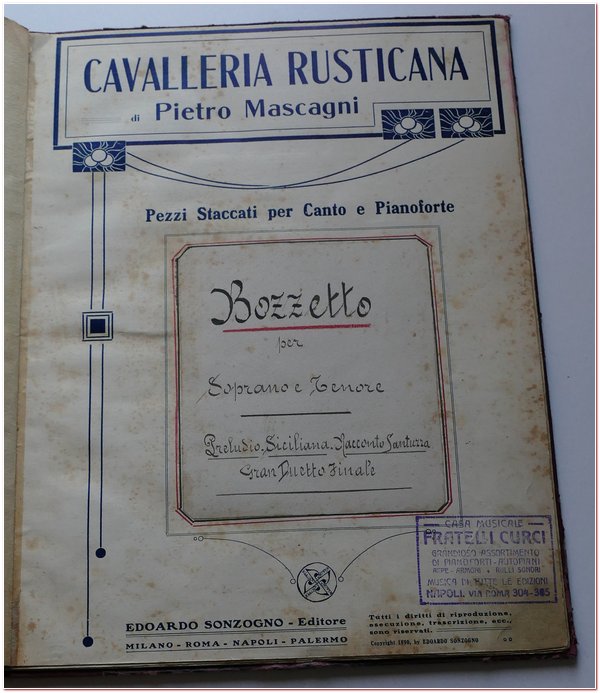 CAVALLERIA RUSTICANA
di Pietro Mascagni
Pezzi Staccati per Canto e Pianoforte
Bozzetto
per
Soprano e Tenore
Preludio. Siciliana. Racconto Santuzza
Gran Duetto Finale
CASA MUSICALE
FRATELLI CURCI
GRANDIOSO ASSORTIMENTO
DI PIANOFORTI-AUTOPIANI
ARPE-ARMONI - RULLI SONORI
MUSICA DI TUTTE LE EDIZIONI
NAPOLI. VIA ROMA 304-305
EDOARDO SONZOGNO - Editore
MILANO - ROMA - NAPOLI - PALERMO
Tutti i diritti di riproduzione,
esecuzione, trascrizione, ecc.,
sono riservati.
Copyright 1890, by EDOARDO SONZOGNO